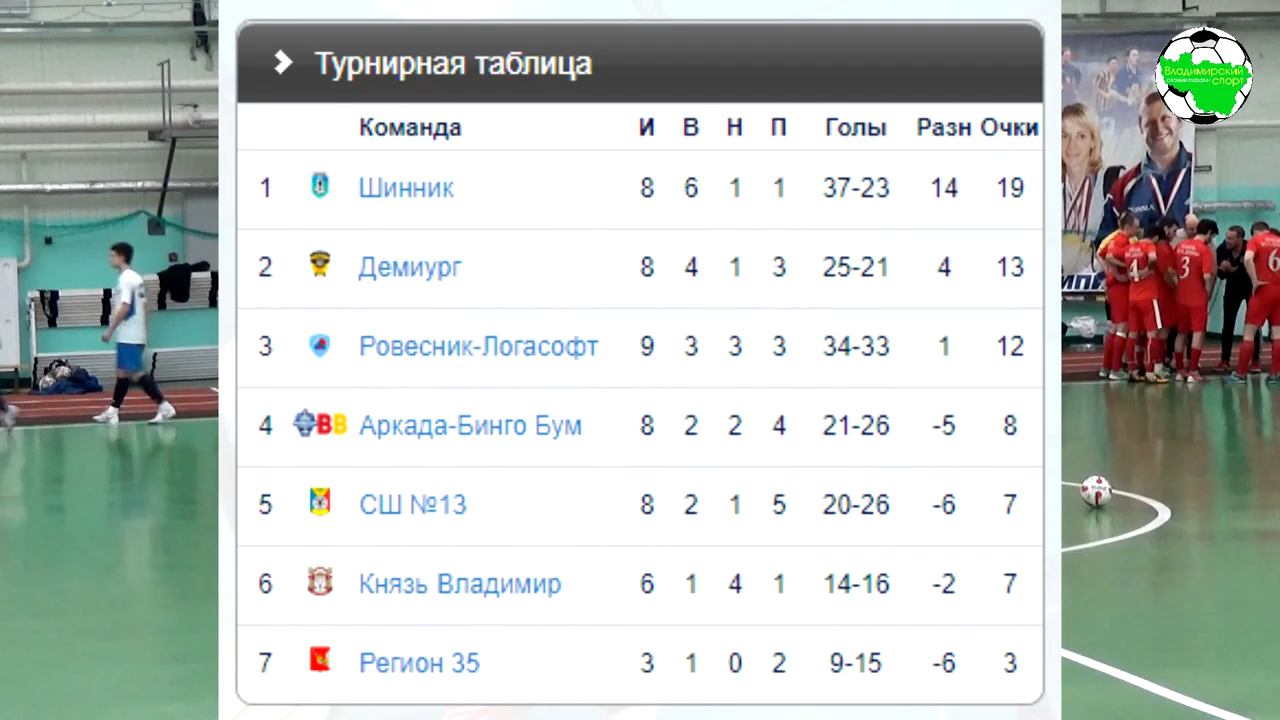 Турнирная таблица
Команда И В Н П Голы Разн Очки
1 Шинник 8 6 1 1 37-23 14 19
2 Демиург 8 4 1 3 25-21 4 13
3 Ровесник-Логасофт 9 3 3 3 34-33 1 12
4 ВВ Аркада-Бинго Бум 8 2 2 4 21-26 -5 8
5 СШ №13 8 2 1 5 20-26 -6 7
6 Князь Владимир 6 1 4 1 14-16 -2 7
7 Регион 35 3 1 0 2 9-15 -6 3
Владимирский
спорт
4
3
6